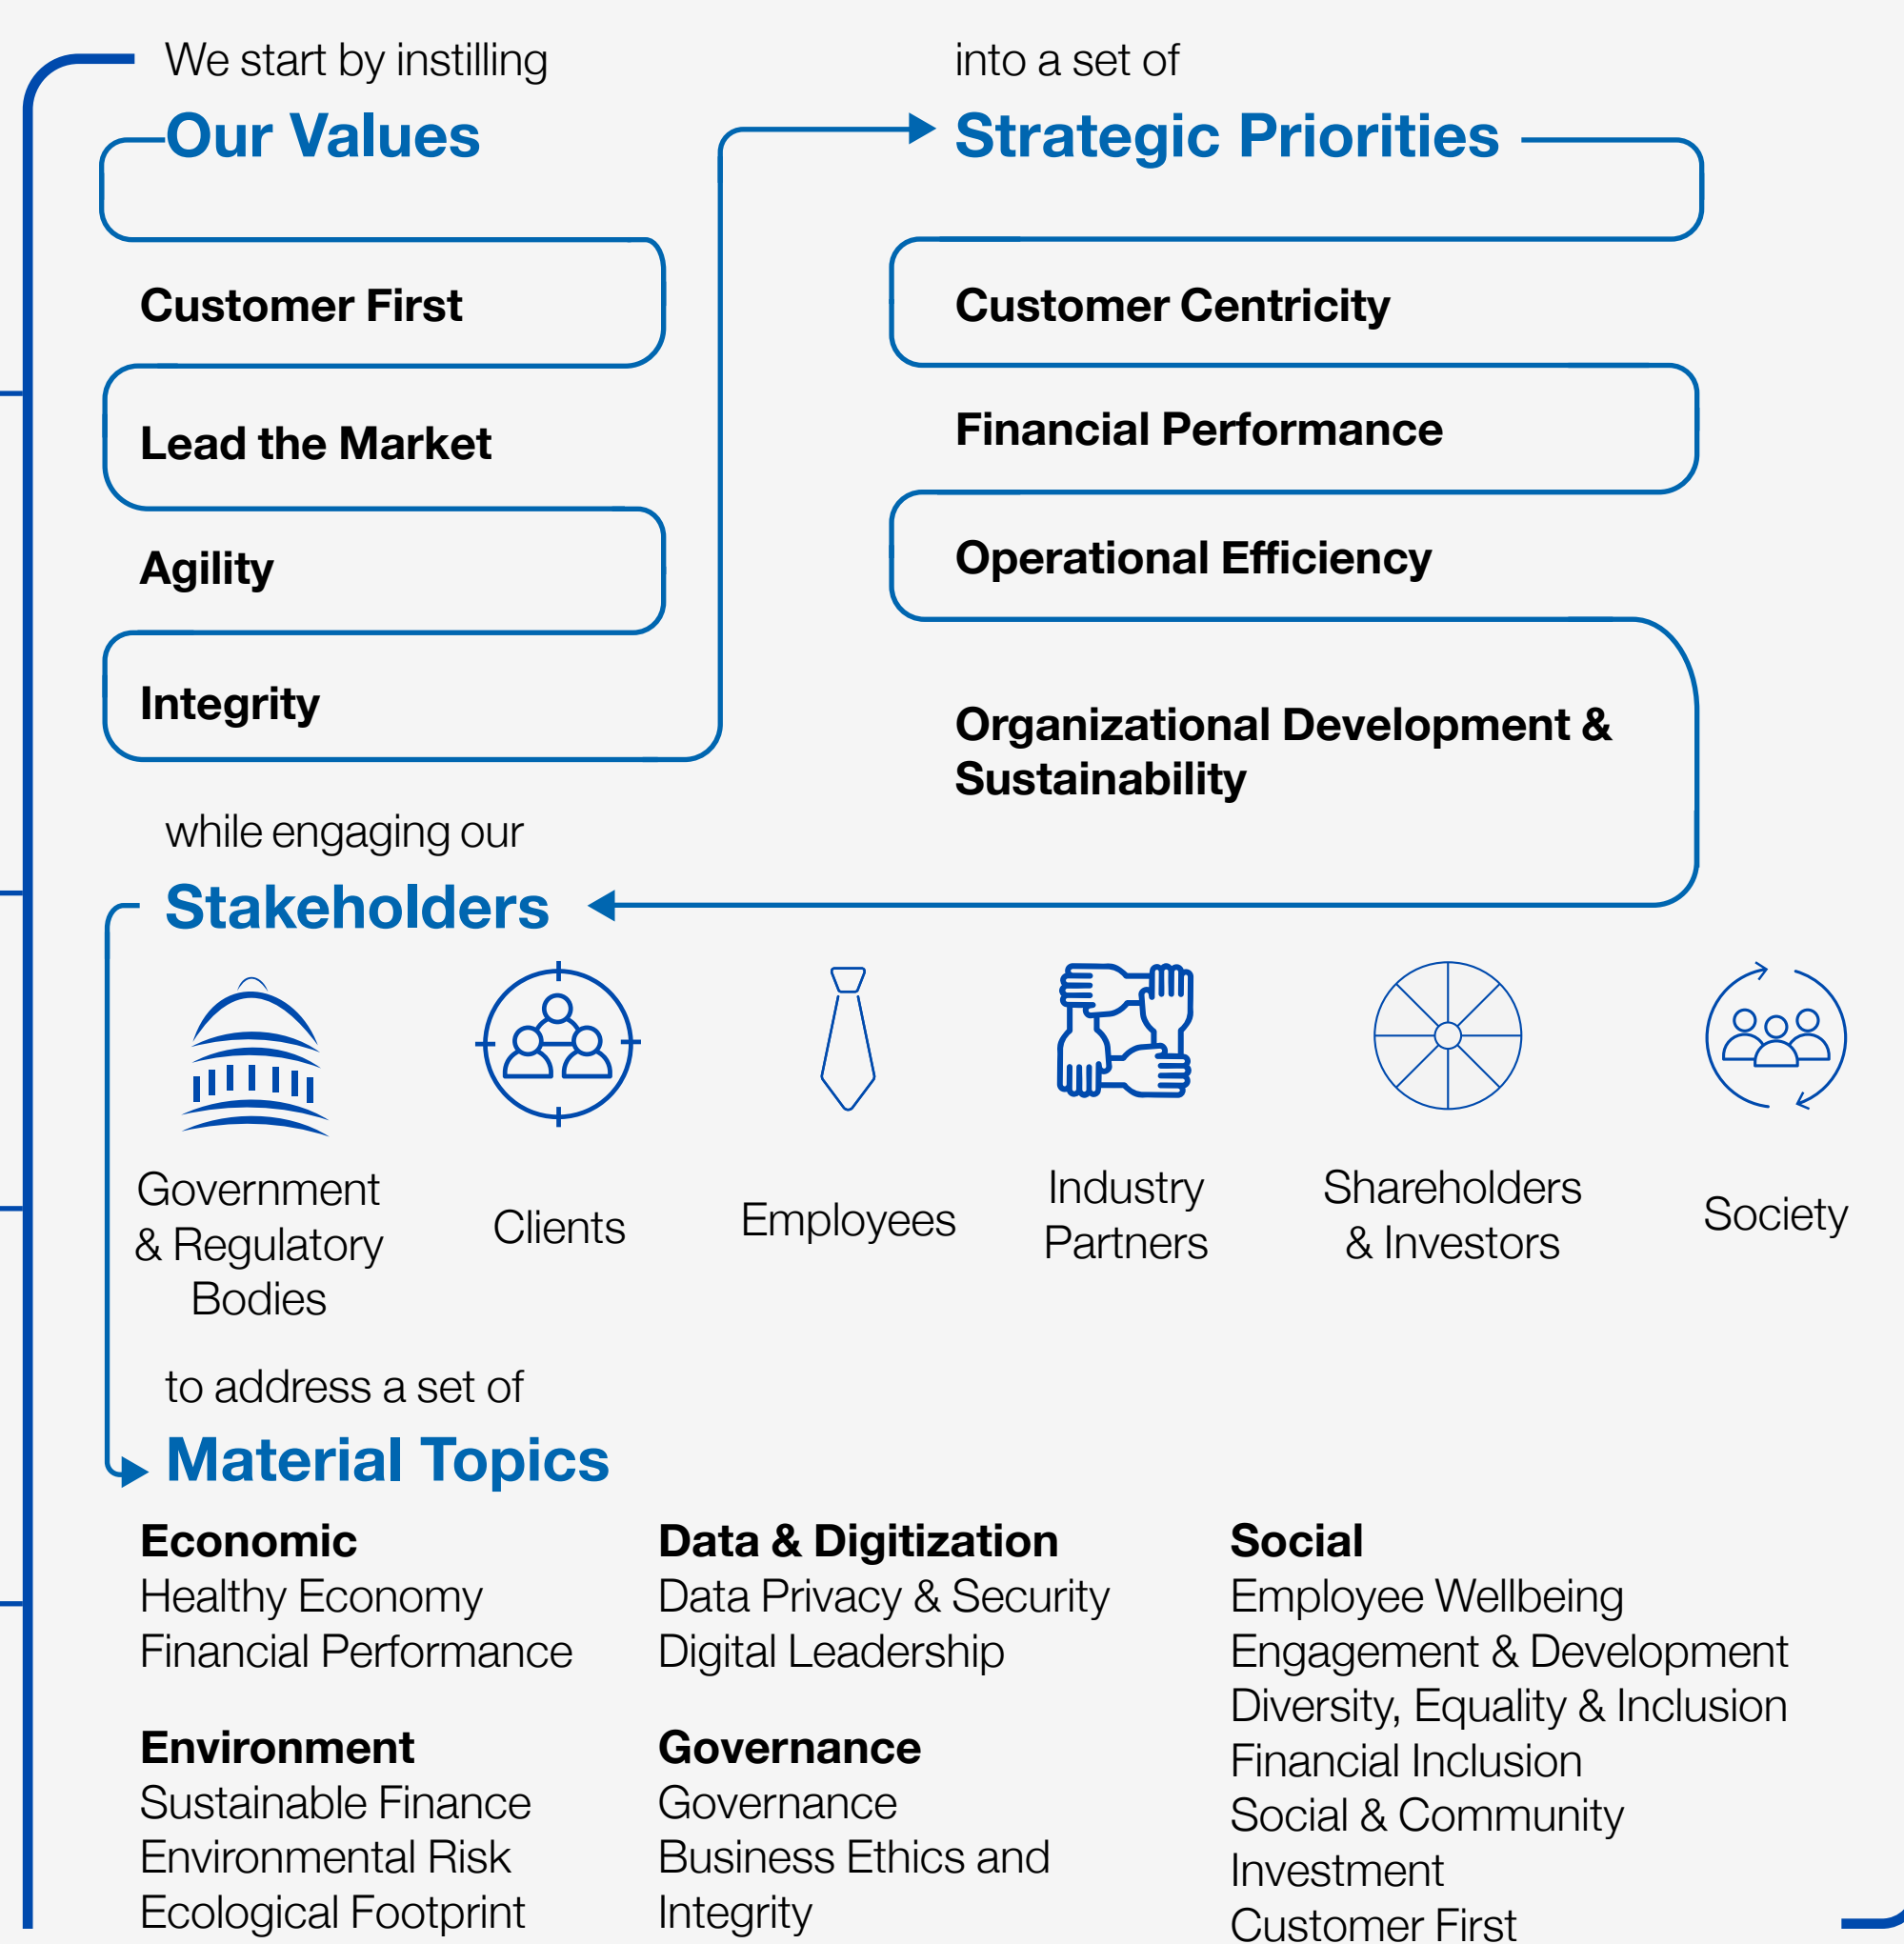 We start by instilling
Our Values
Customer First
Lead the Market
Agility
Integrity
into a set of
Strategic Priorities
Customer Centricity
Financial Performance
Operational Efficiency
Organizational Development &
Sustainability
while engaging our
Stakeholders
Government
& Regulatory
Bodies
Clients
Employees
Industry
Partners
Shareholders
& Investors
Society
to address a set of
Material Topics
Economic
Healthy Economy
Financial Performance
Environment
Sustainable Finance
Environmental Risk
Ecological Footprint
Data & Digitization
Data Privacy & Security
Digital Leadership
Governance
Governance
Business Ethics and
Integrity
Social
Employee Wellbeing
Engagement & Development
Diversity, Equality & Inclusion
Financial Inclusion
Social & Community
Investment
Customer First